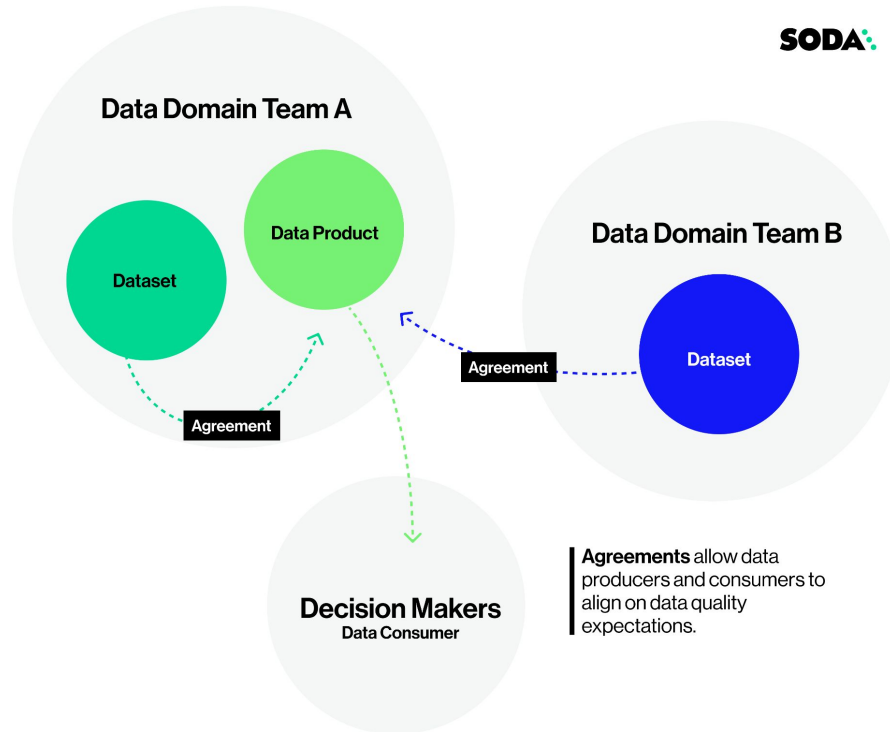 SODA
Data Domain Team A
Data Product
Dataset
Data Domain Team B
Dataset
Agreement
Agreement
Agreements allow data
producers and consumers to
align on data quality
expectations.
Decision Makers
Data Consumer